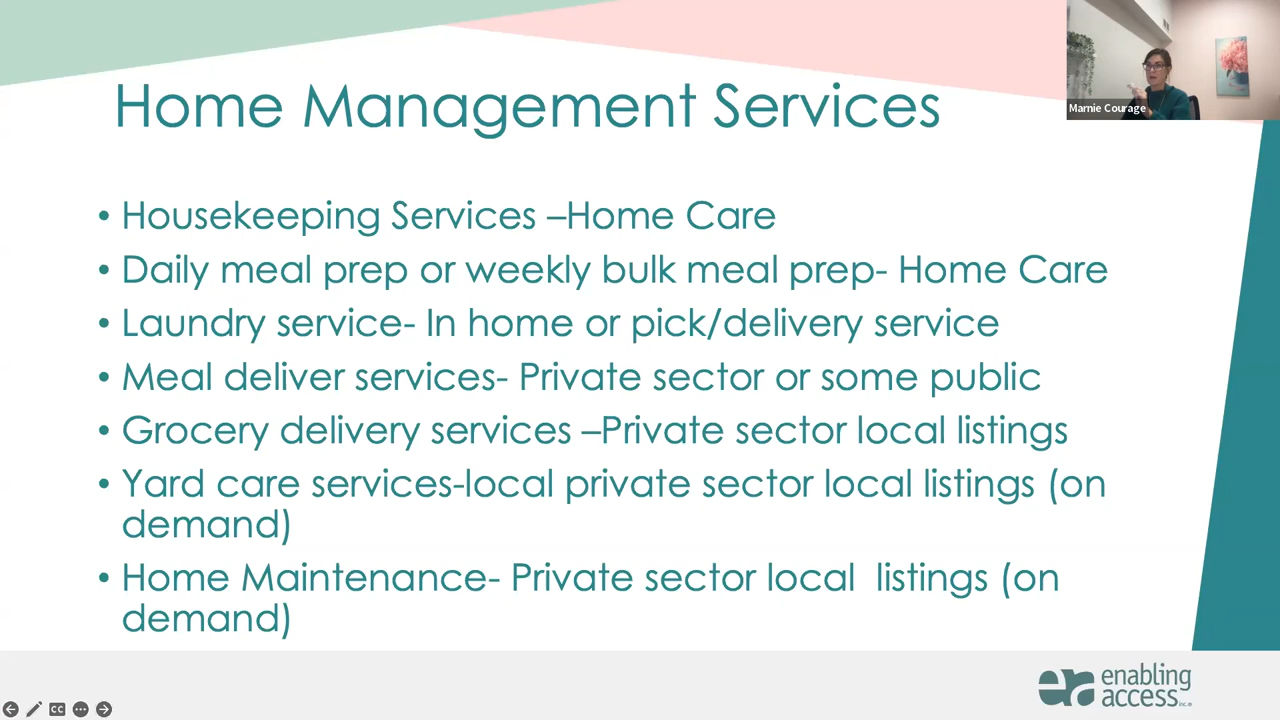 Home Management Services
Marnie Courage
• Housekeeping Services –Home Care
• Daily meal prep or weekly bulk meal prep- Home Care
• Laundry service- In home or pick/delivery service
• Meal deliver services- Private sector or some public
• Grocery delivery services –Private sector local listings
• Yard care services-local private sector local listings (on
demand)
• Home Maintenance- Private sector local  listings (on
demand)
CC
era enabling
access inc.®